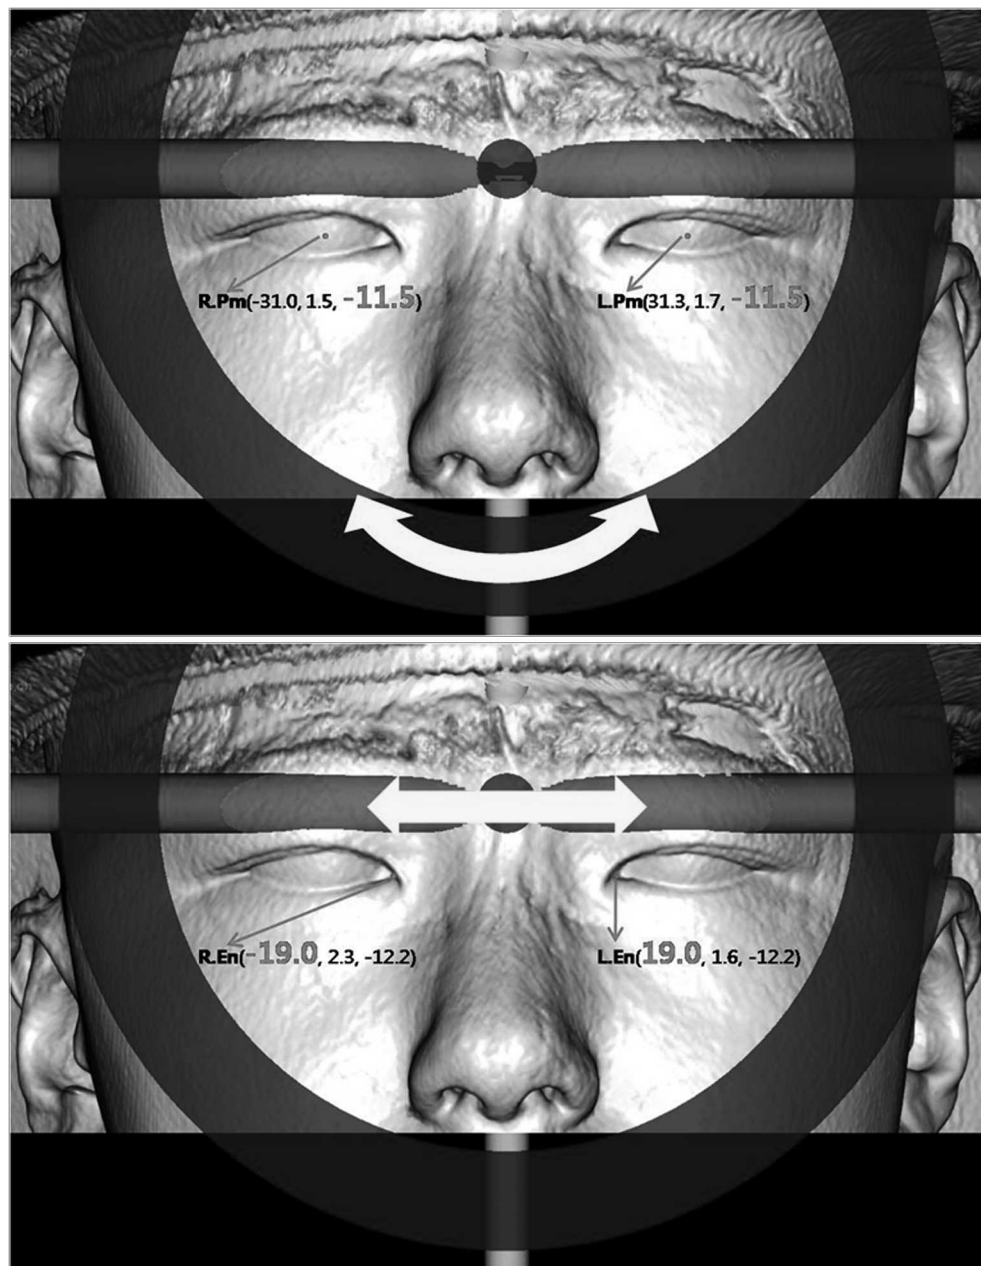 R.Pm(-31.0, 1.5, -11.5)
L.Pm(31.3, 1.7, -11.5)
R.En(-19.0, 2.3, -12.2)
L.En(19.0, 1.6, -12.2)